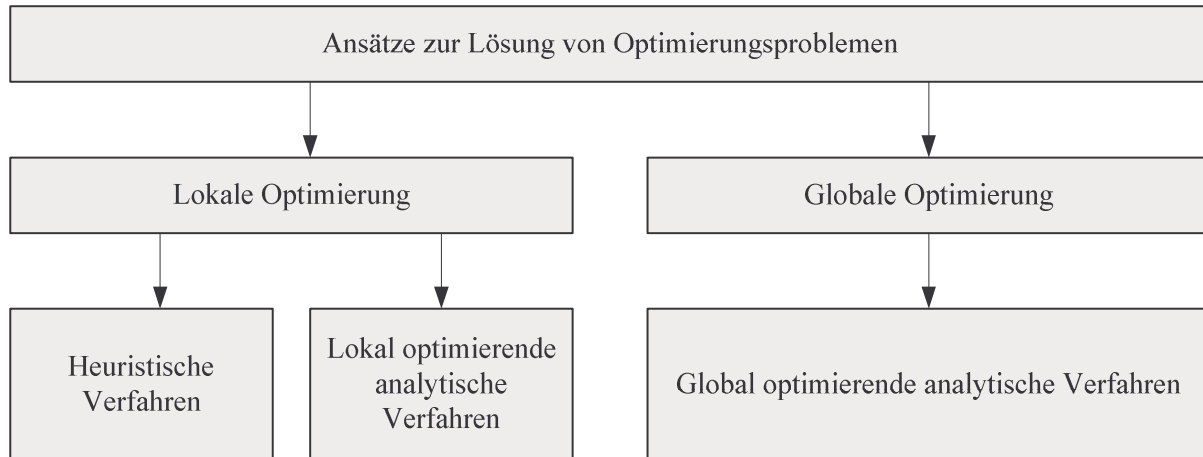 Ansätze zur Lösung von Optimierungsproblemen
Lokale Optimierung
Globale Optimierung
Heuristische
Verfahren
Lokal optimierende
analytische
Verfahren
Global optimierende analytische Verfahren